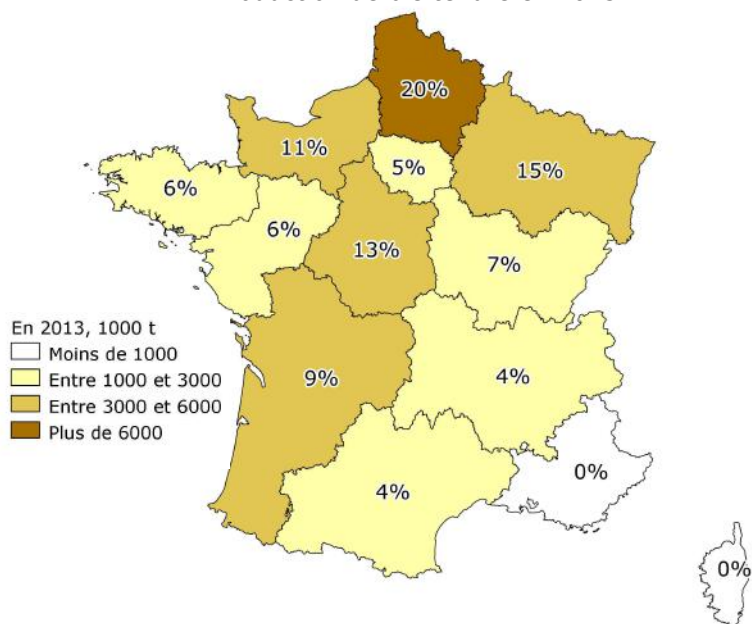 20%
11%
5%
15%
6%
6%
13%
7%
En 2013, 1000 t
Moins de 1000
Entre 1000 et 3000
Entre 3000 et 6000
Plus de 6000
9%
4%
4%
0%
0%